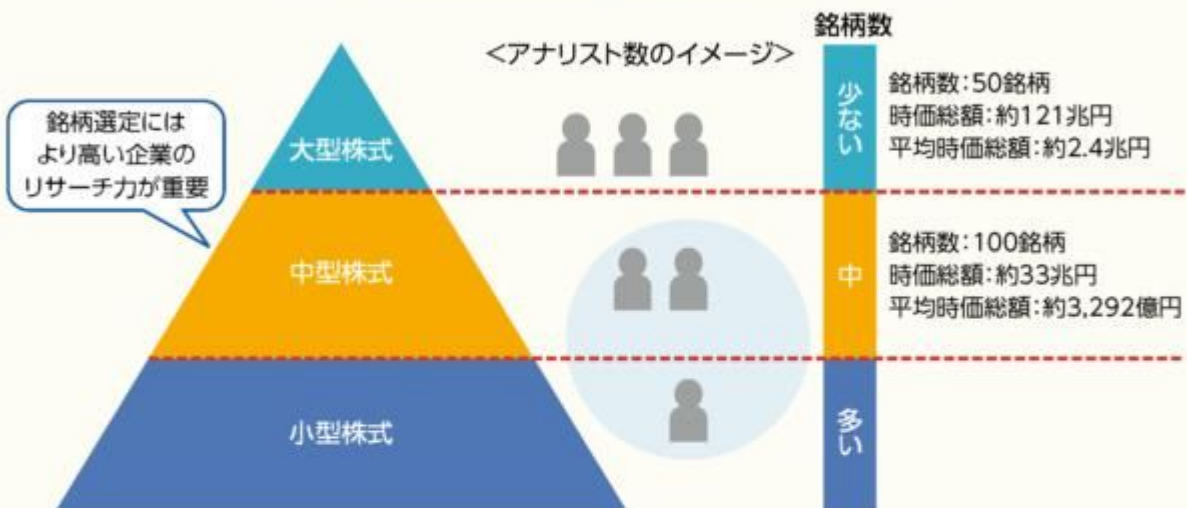 銘柄数
＜アナリスト数のイメージ＞
銘柄選定には
より高い企業の
リサーチ力が重要
大型株式
少ない
銘柄数：50銘柄
時価総額：約121兆円
平均時価総額：約2.4兆円
中型株式
中
銘柄数：100銘柄
時価総額：約33兆円
平均時価総額：約3,292億円
小型株式
多い